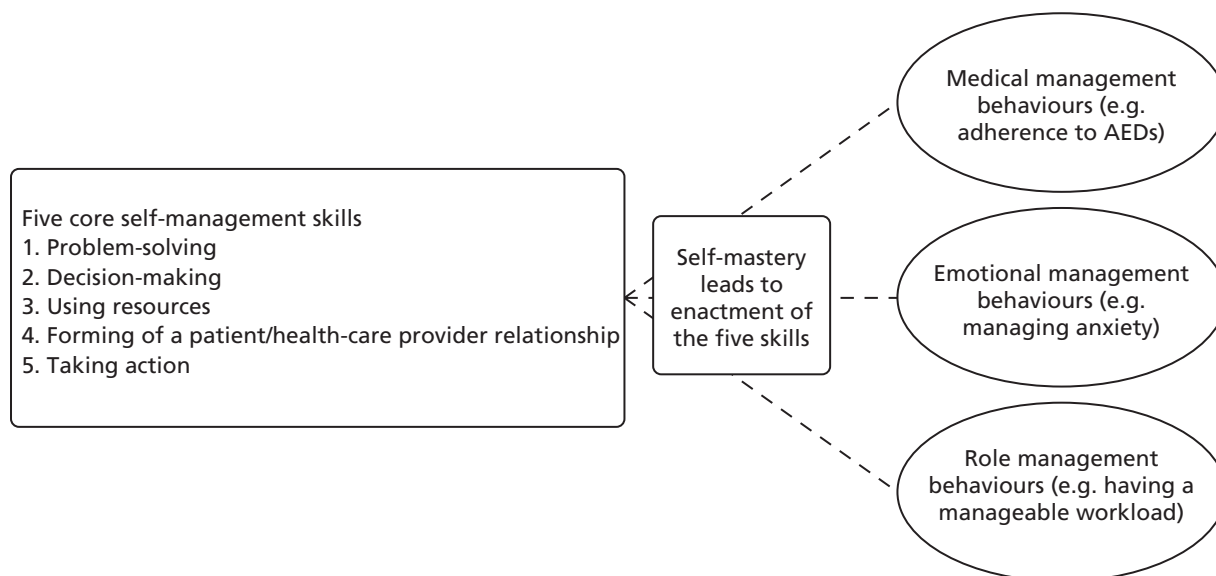 Five core self-management skills
1. Problem-solving
2. Decision-making
3. Using resources
4. Forming of a patient/health-care provider relationship
5. Taking action
Self-mastery
leads to
enactment of
the five skills
Medical management
behaviours (e.g.
adherence to AEDs)
Emotional management
behaviours (e.g.
managing anxiety)
Role management
behaviours (e.g. having a
manageable workload)